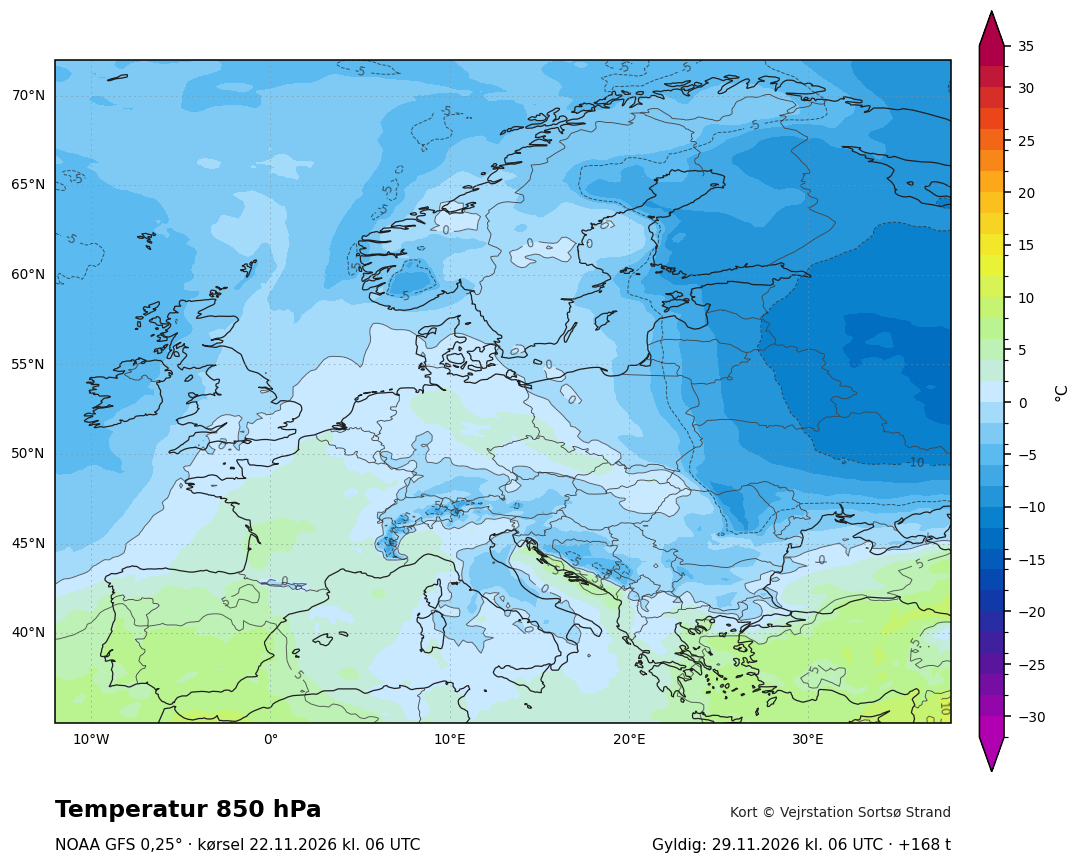 70°N
65°N
60°N
55°N
50°N
45°N
40°N
10°W
0°
10°E
20°E
30°E
35
30
25
20
15
10
5
0
−5
−10
−15
−20
−25
−30
°C
Temperatur 850 hPa
Kort © Vejrstation Sortsø Strand
NOAA GFS 0,25° · kørsel 22.11.2026 kl. 06 UTC
Gyldig: 29.11.2026 kl. 06 UTC · +168 t